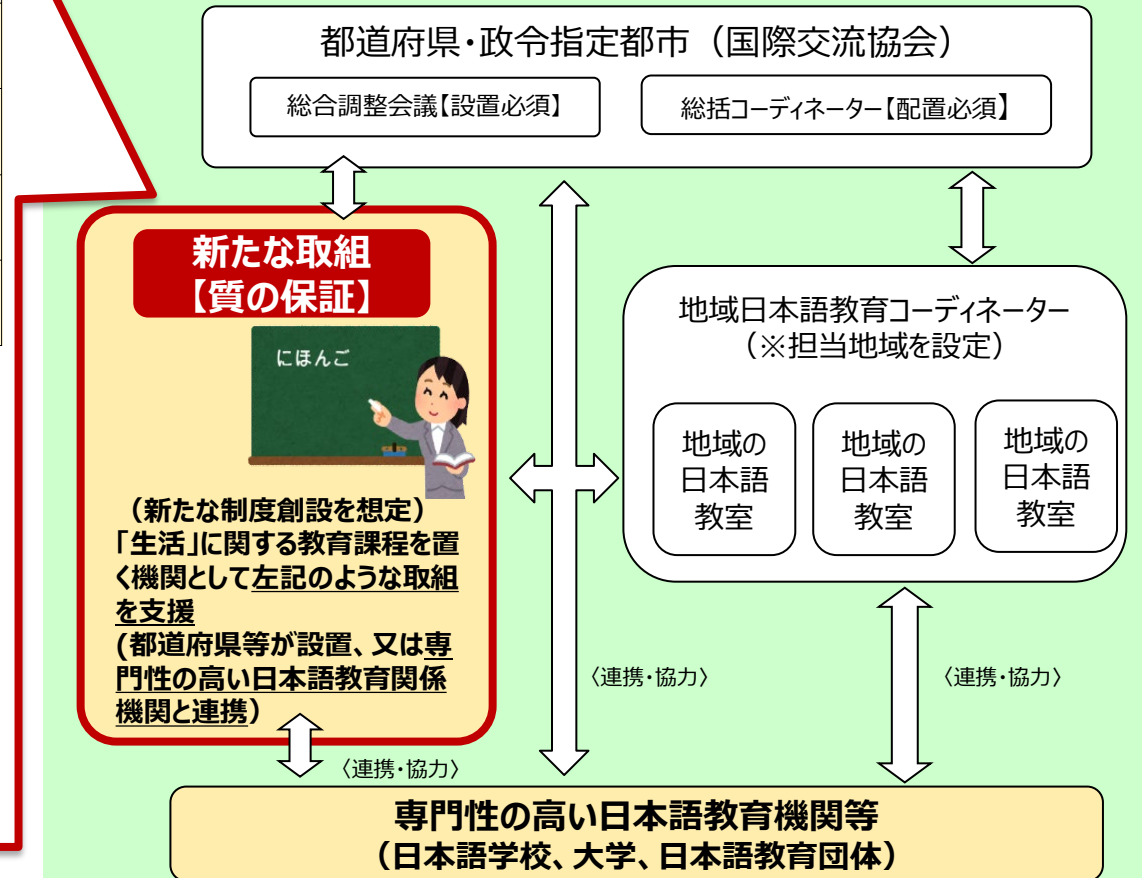 都道府県・政令指定都市（国際交流協会）
総合調整会議【設置必須】
総括コーディネーター【配置必須】
新たな取組
【質の保証】
にほんご
（新たな制度創設を想定）
「生活」に関する教育課程を置
く機関として左記のような取組
を支援
(都道府県等が設置、又は専
門性の高い日本語教育関係
機関と連携）
地域日本語教育コーディネーター
（※担当地域を設定）
地域の
日本語
教室
地域の
日本語
教室
地域の
日本語
教室
〈連携・協力〉
〈連携・協力〉
〈連携・協力〉
専門性の高い日本語教育機関等
（日本語学校、大学、日本語教育団体）